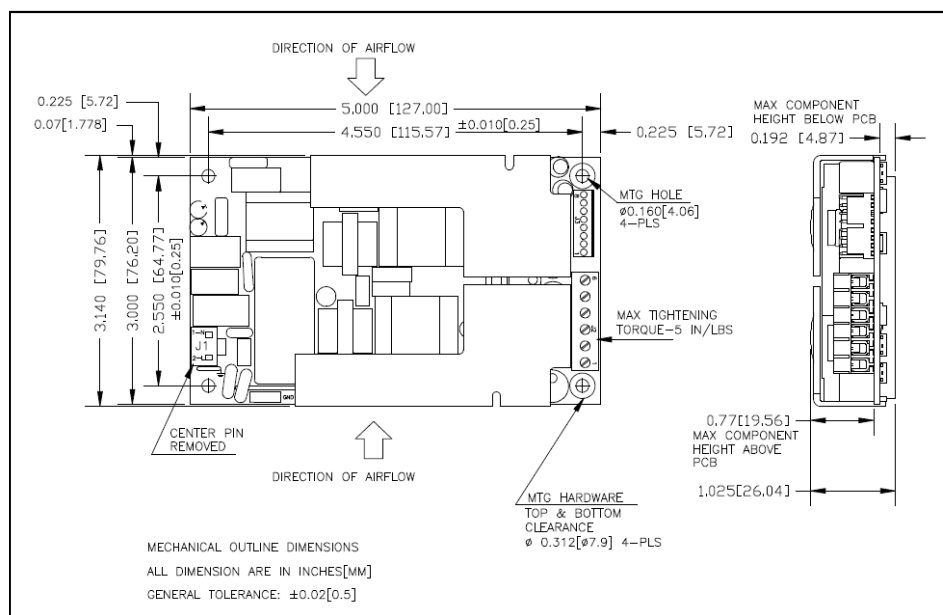 DIRECTION OF AIRFLOW
0.225 [5.72]
0.07[1.778]
5.000 [127.00]
4.550 [115.57] ±0.010[0.25]
0.225 [5.72]
MAX COMPONENT
HEIGHT BELOW PCB
0.192 [4.87]
MTG HOLE
ø0.160[4.06]
4-PLS
3.140 [79.76]
3.000 [76.20]
2.550 [64.77]
±0.010[0.25]
J3
J1
MAX TIGHTENING
TORQUE-5 IN/LBS
GND
CENTER PIN
REMOVED
DIRECTION OF AIRFLOW
0.77[19.56]
MAX COMPONENT
HEIGHT ABOVE
PCB
1.025[26.04]
MTG HARDWARE
TOP & BOTTOM
CLEARANCE
ø 0.312[ø7.9] 4-PLS
MECHANICAL OUTLINE DIMENSIONS
ALL DIMENSION ARE IN INCHES[MM]
GENERAL TOLERANCE: ±0.02[0.5]